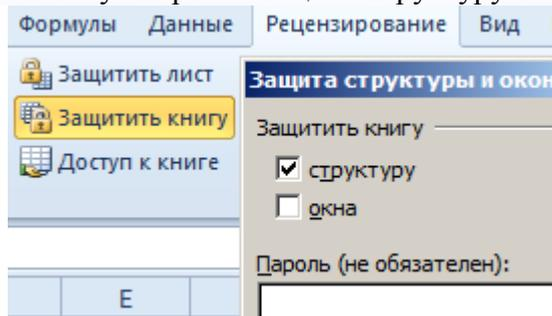 Формулы Данные Рецензирование Вид
Защитить лист
Защитить книгу
Доступ к книге
Защита структуры и окон
Защитить книгу
структуру
окна
Пароль (не обязателен):
E